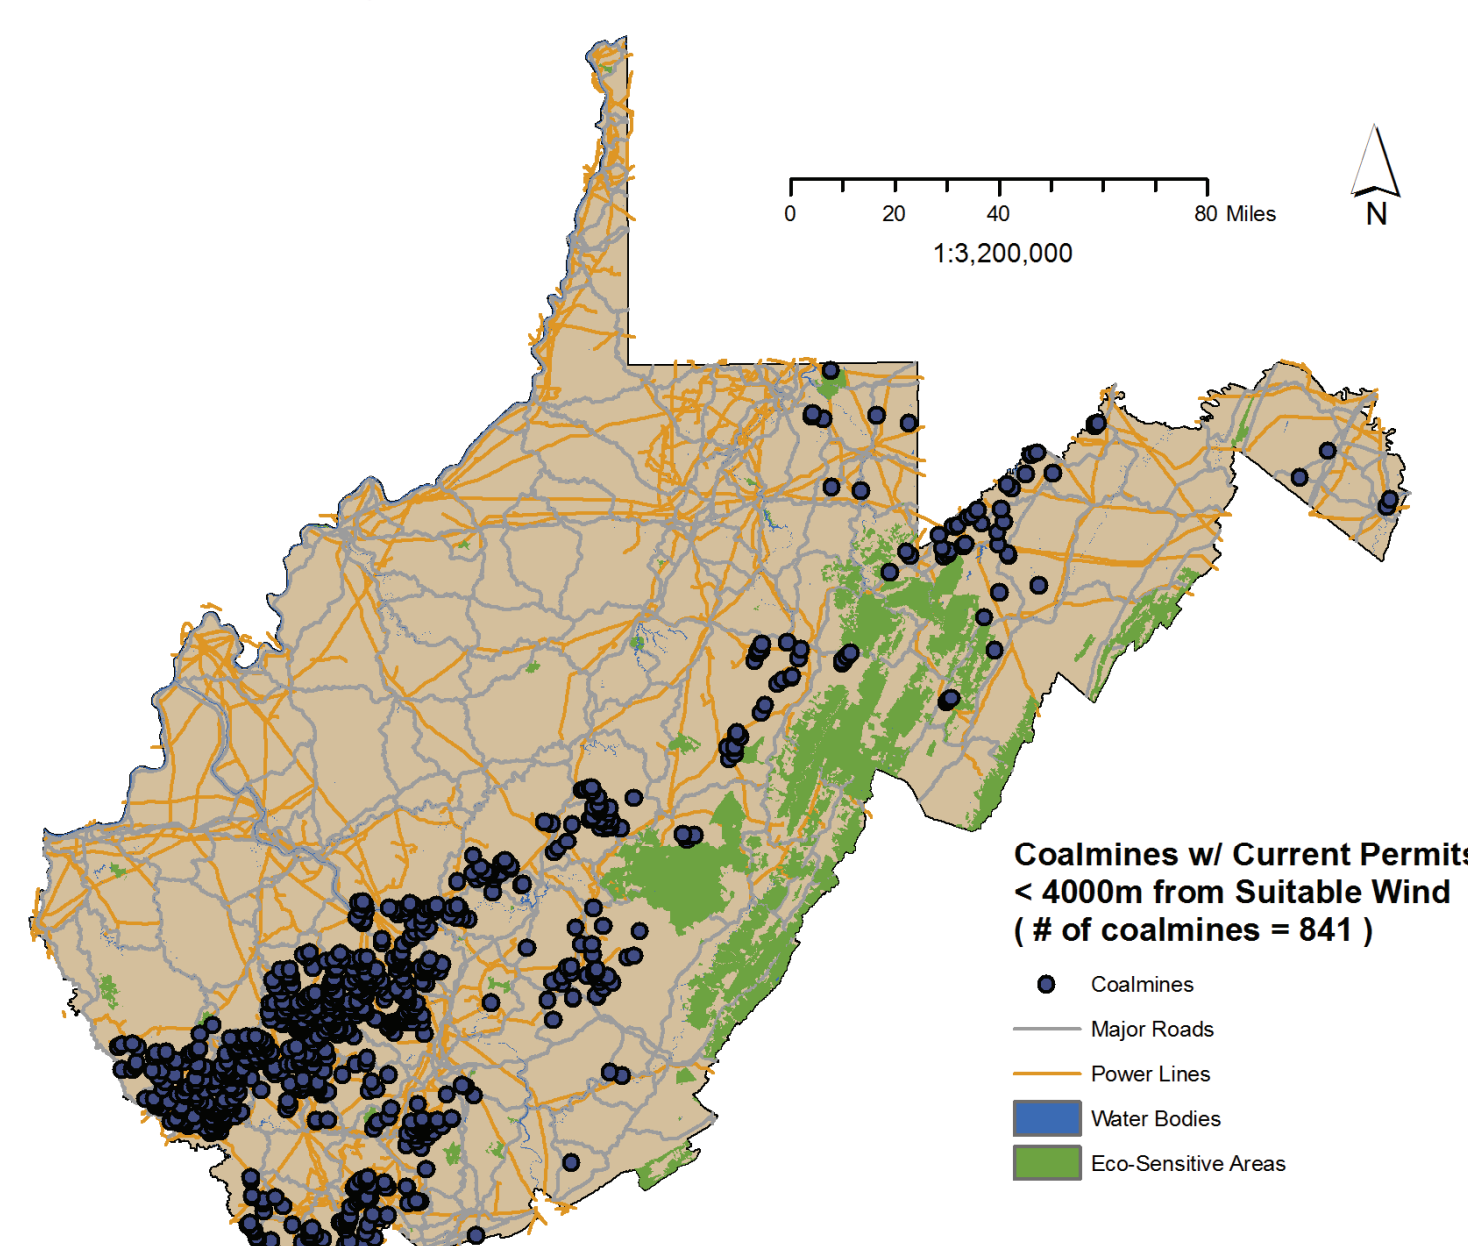 0 20 40 80 Miles
N
1:3,200,000
Coalmines w/ Current Permits
< 4000m from Suitable Wind
( # of coalmines = 841 )
Coalmines
Major Roads
Power Lines
Water Bodies
Eco-Sensitive Areas